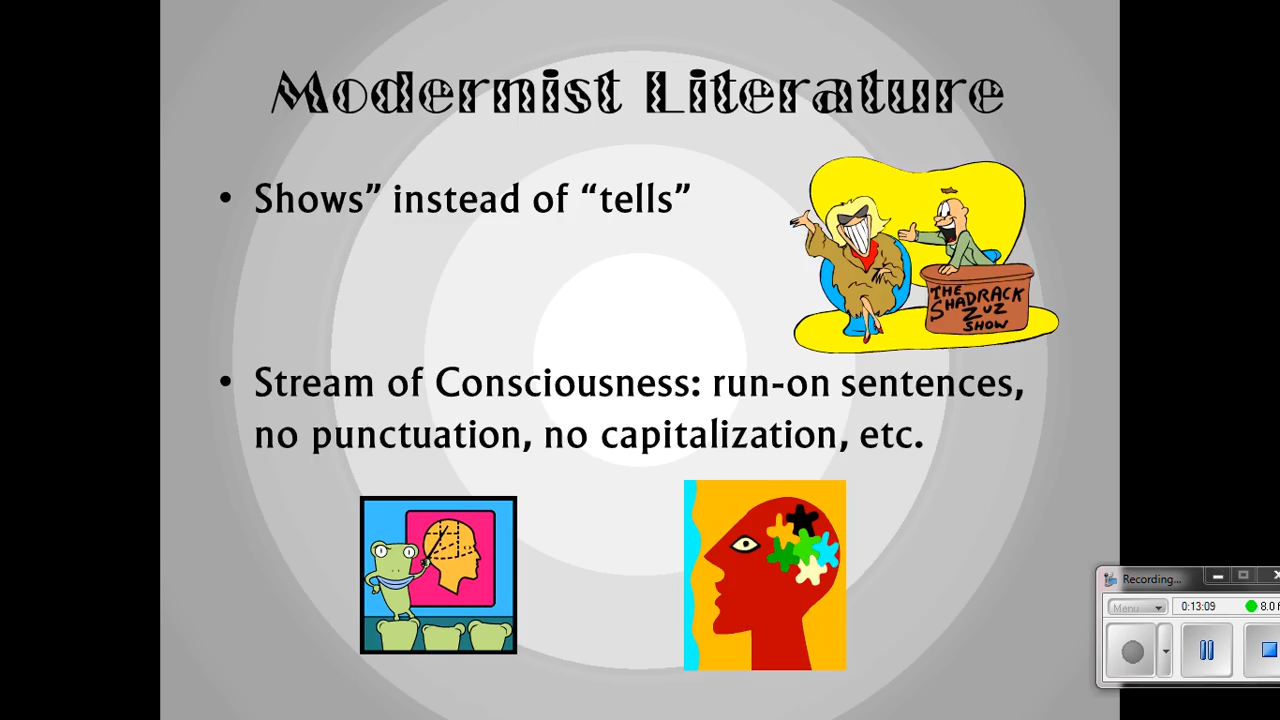 Modernist Literature
• Shows” instead of “tells”
THE
SHADRACK
ZUZ
SHOW
• Stream of Consciousness: run-on sentences,
no punctuation, no capitalization, etc.
Recording...
Menu
0:13:09
8.0 f